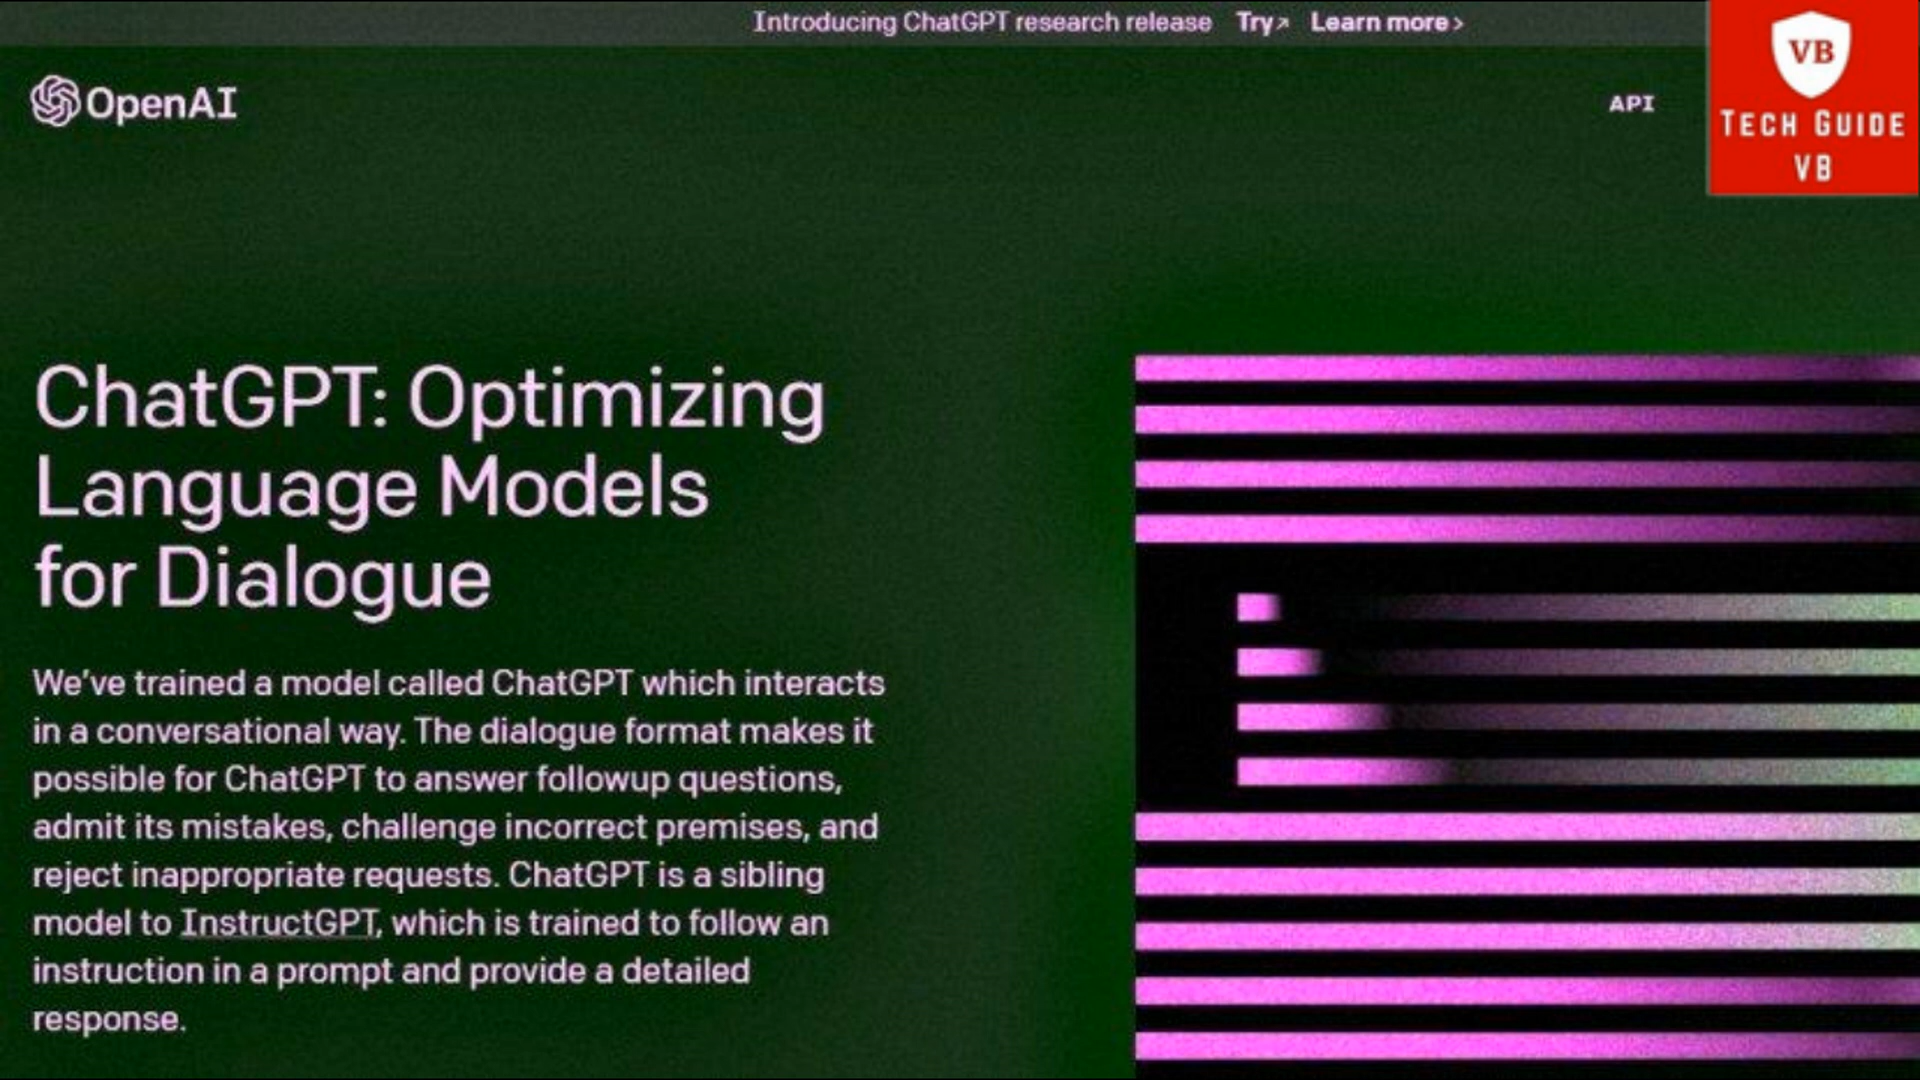 Introducing ChatGPT research release Try↗ Learn more›
OpenAI
API
VB
TECH GUIDE
VB
ChatGPT: Optimizing
Language Models
for Dialogue
We’ve trained a model called ChatGPT which interacts
in a conversational way. The dialogue format makes it
possible for ChatGPT to answer followup questions,
admit its mistakes, challenge incorrect premises, and
reject inappropriate requests. ChatGPT is a sibling
model to InstructGPT, which is trained to follow an
instruction in a prompt and provide a detailed
response.